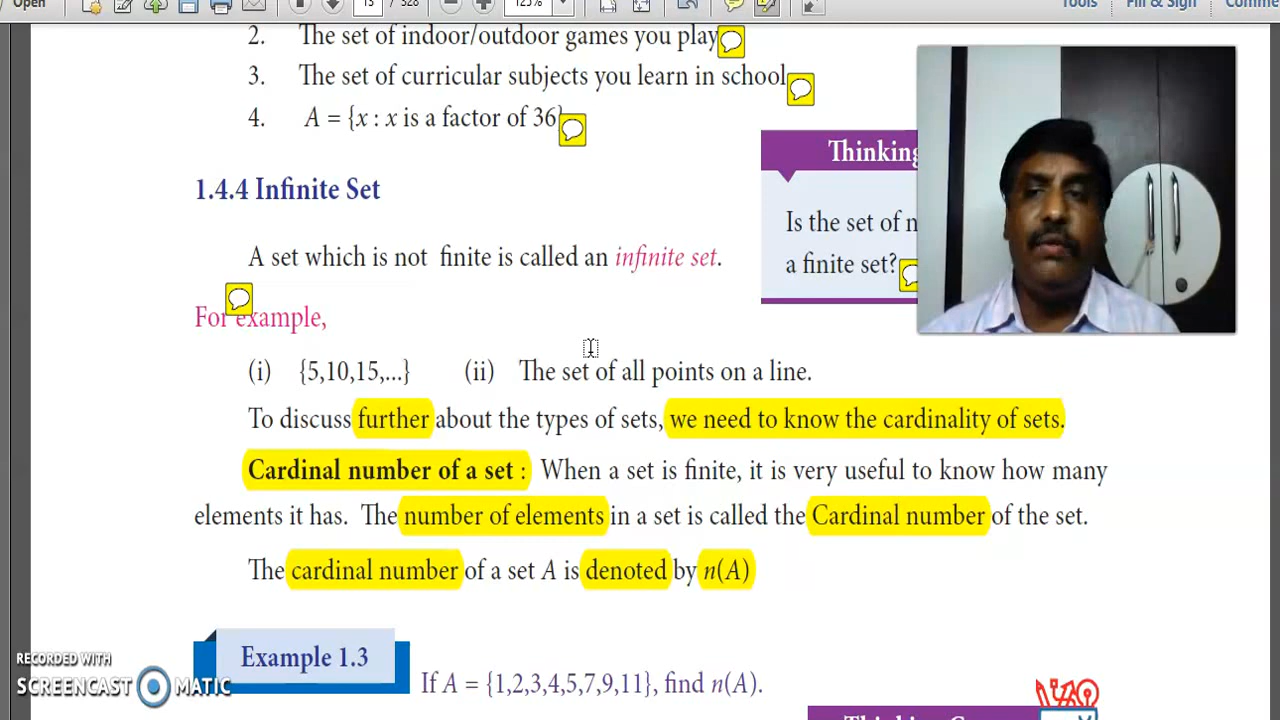 Open
13 / 328
125%
Tools
Fill & Sign
2. The set of indoor/outdoor games you play
3. The set of curricular subjects you learn in school
4. A = {x : x is a factor of 36}
Thinking
Is the set of n
a finite set?
1.4.4 Infinite Set
A set which is not finite is called an infinite set.
For example,
(i) {5,10,15,...} (ii) The set of all points on a line.
To discuss further about the types of sets, we need to know the cardinality of sets.
Cardinal number of a set : When a set is finite, it is very useful to know how many
elements it has. The number of elements in a set is called the Cardinal number of the set.
The cardinal number of a set A is denoted by n(A)
Example 1.3
If A = {1,2,3,4,5,7,9,11}, find n(A).
RECORDED WITH
SCREENCAST MATIC